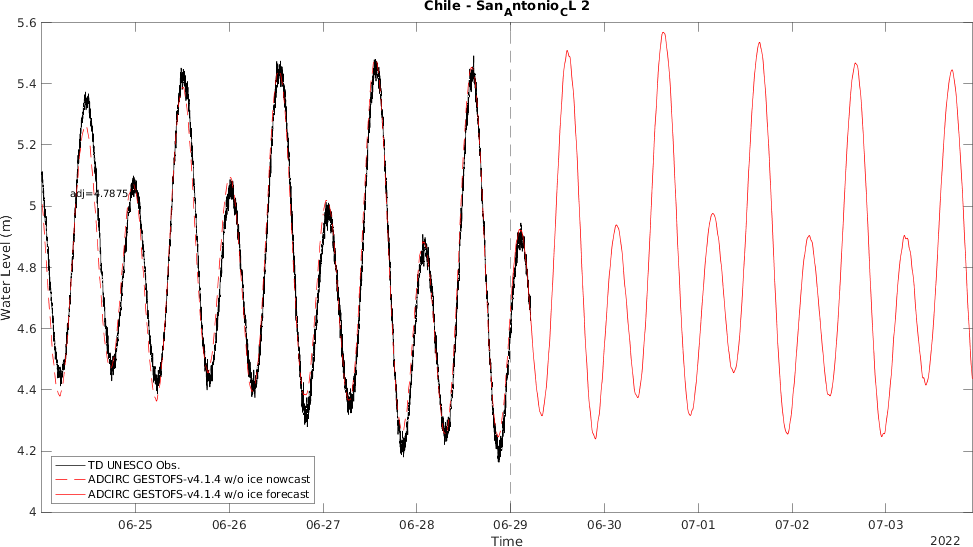 Chile - SanAntonioCL 2
5.6
5.4
5.2
5
4.8
4.6
4.4
4.2
4
Water Level (m)
adj=4.7875
TD UNESCO Obs.
ADCIRC GESTOFS-v4.1.4 w/o ice nowcast
ADCIRC GESTOFS-v4.1.4 w/o ice forecast
06-25 06-26 06-27 06-28 06-29 06-30 07-01 07-02 07-03
Time
2022